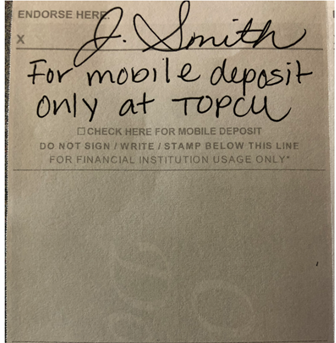 ENDORSE HERE:
X J. Smith
For mobile deposit
only at TOPCU
☐ CHECK HERE FOR MOBILE DEPOSIT
DO NOT SIGN / WRITE / STAMP BELOW THIS LINE
FOR FINANCIAL INSTITUTION USAGE ONLY*